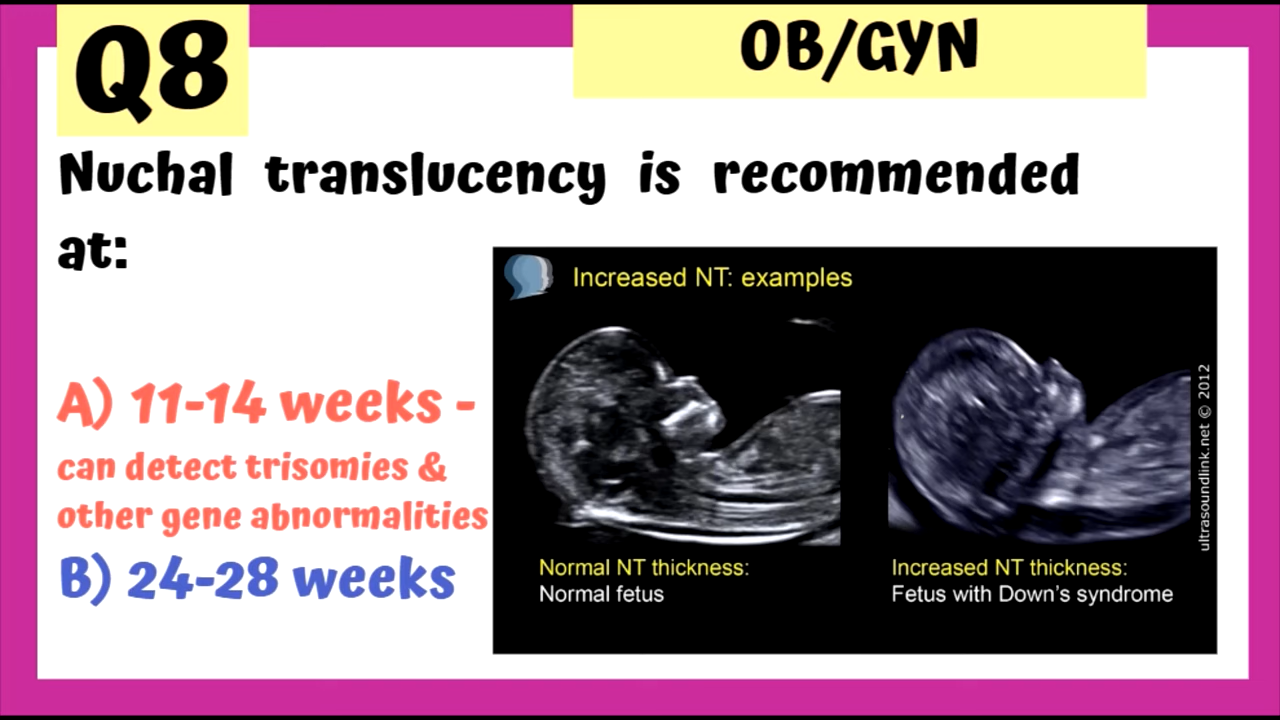 Q8
OB/GYN
Nuchal translucency is recommended
at:
A) 11-14 weeks -
can detect trisomies &
other gene abnormalities
B) 24-28 weeks
Increased NT: examples
Normal NT thickness:
Normal fetus
Increased NT thickness:
Fetus with Down's syndrome
ultrasoundlink.net © 2012